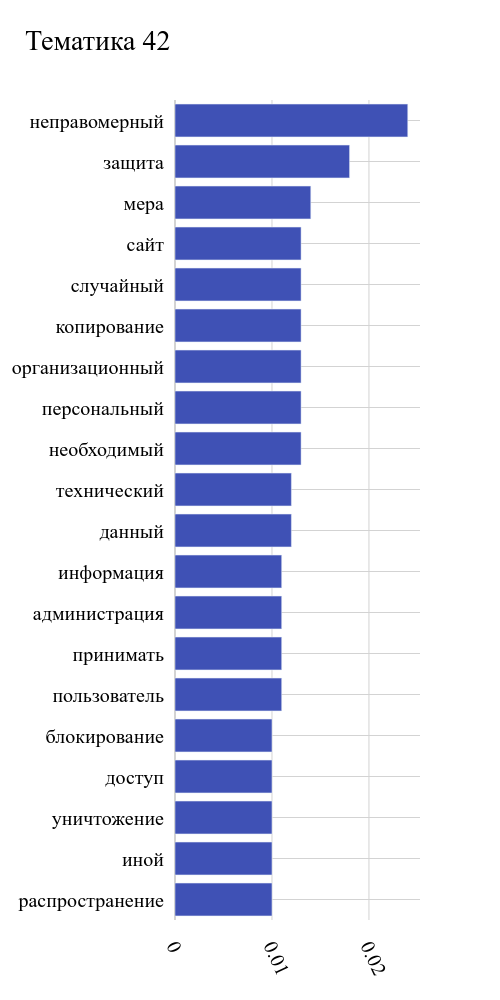 Тематика 42
неправомерный
защита
мера
сайт
случайный
копирование
организационный
персональный
необходимый
технический
данный
информация
администрация
принимать
пользователь
блокирование
доступ
уничтожение
иной
распространение
0
0.01
0.02